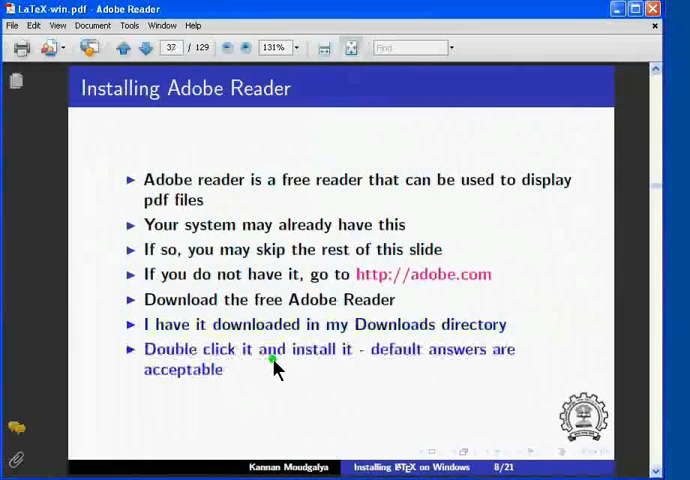 LaTeX-win.pdf - Adobe Reader
File Edit View Document Tools Window Help
37 / 129 131% Find
Installing Adobe Reader
Adobe reader is a free reader that can be used to display
pdf files
Your system may already have this
If so, you may skip the rest of this slide
If you do not have it, go to http://adobe.com
Download the free Adobe Reader
I have it downloaded in my Downloads directory
Double click it and install it - default answers are
acceptable
Kannan Moudgalya Installing LATEX on Windows 8/21